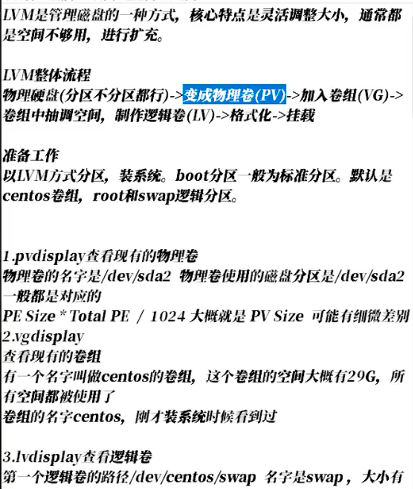 LVM是管理磁盘的一种方式，核心特点是灵活调整大小，通常都
是空间不够用，进行扩充。
LVM整体流程
物理硬盘(分区不分区都行)->变成物理卷(PV)->加入卷组(VG)->
卷组中抽调空间，制作逻辑卷(LV)->格式化->挂载
准备工作
以LVM方式分区，装系统。boot分区一般为标准分区。默认是
centos卷组，root和swap逻辑分区。
1.pvdisplay查看现有的物理卷
物理卷的名字是/dev/sda2 物理卷使用的磁盘分区是/dev/sda2
一般都是对应的
PE Size * Total PE / 1024 大概就是 PV Size 可能有细微差别
2.vgdisplay
查看现有的卷组
有一个名字叫做centos的卷组，这个卷组的空间大概有29G，所
有空间都被使用了
卷组的名字centos，刚才装系统时候看到过
3.lvdisplay查看逻辑卷
第一个逻辑卷的路径/dev/centos/swap 名字是swap，大小有